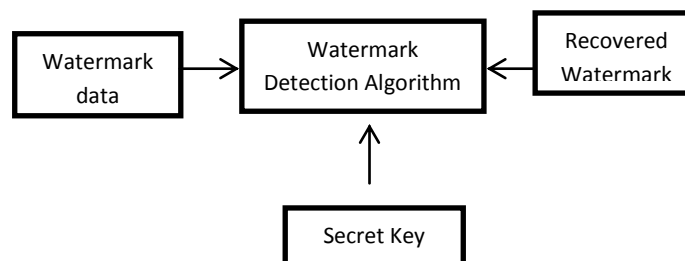 Watermark
data
Watermark
Detection Algorithm
Recovered
Watermark
Secret Key